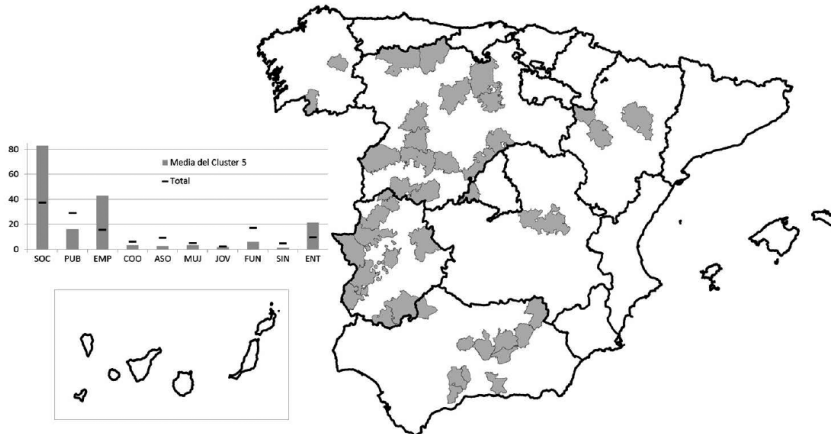 80
60
40
20
0
Media del Cluster 5
Total
SOC PUB EMP COO ASO MUJ JOV FUN SIN ENT